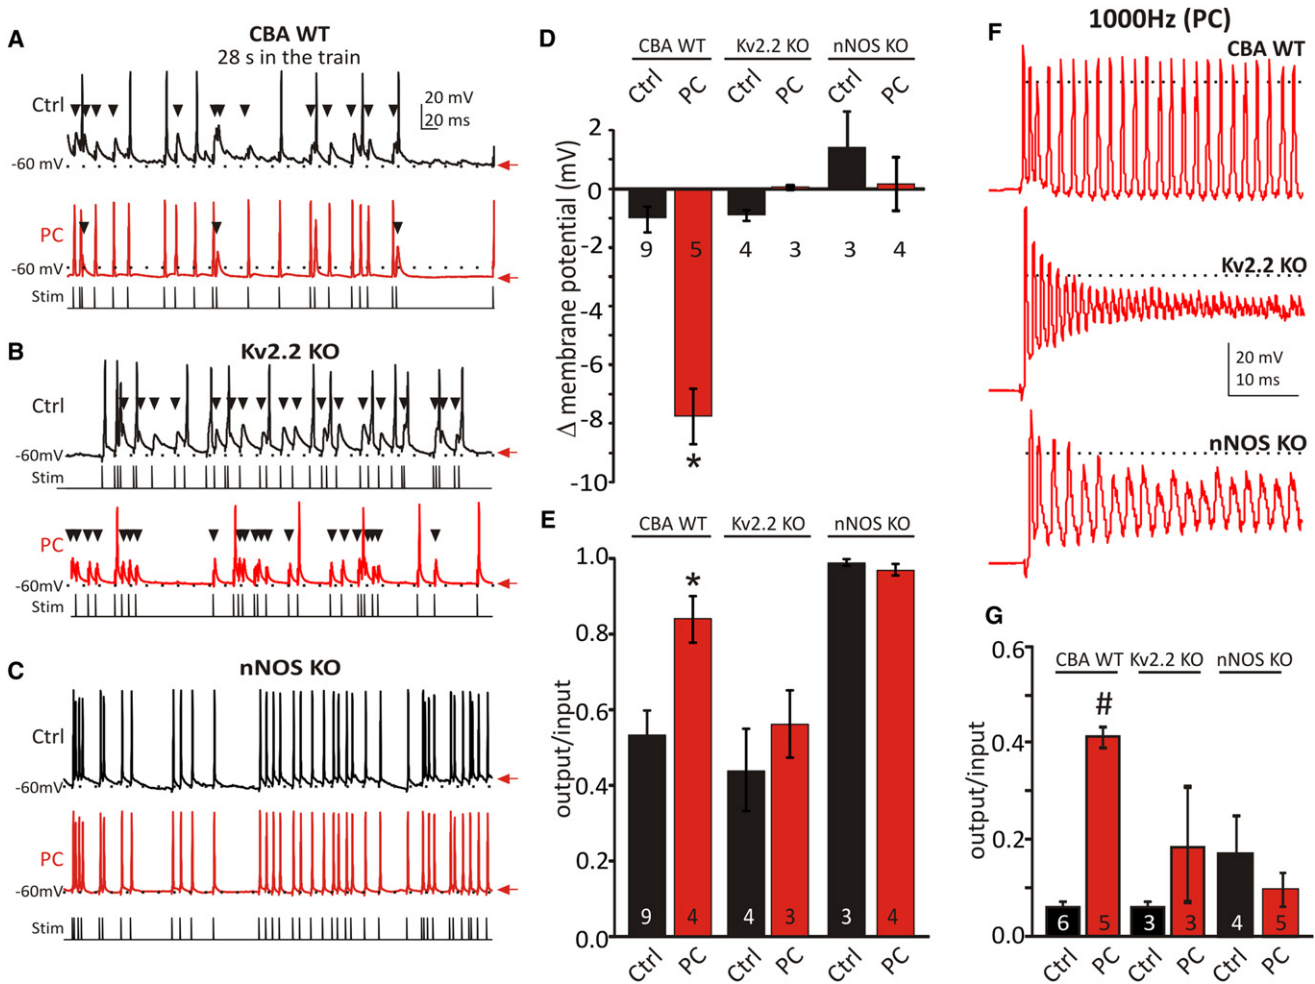 A
CBA WT
28 s in the train
Ctrl
20 mV
20 ms
-60 mV
PC
-60 mV
Stim
B
Kv2.2 KO
Ctrl
-60mV
Stim
PC
-60mV
Stim
C
nNOS KO
Ctrl
-60mV
PC
-60mV
Stim
D
CBA WT Kv2.2 KO nNOS KO
Ctrl PC Ctrl PC Ctrl PC
Δ membrane potential (mV)
2
0
-2
-4
-6
-8
-10
9 5 4 3 3 4
*
E
CBA WT Kv2.2 KO nNOS KO
output/input
1.0
0.8
0.6
0.4
0.2
0.0
*
9 4 4 3 3 4
Ctrl PC Ctrl PC Ctrl PC
F
1000Hz (PC)
CBA WT
Kv2.2 KO
20 mV
10 ms
nNOS KO
G
CBA WT Kv2.2 KO nNOS KO
output/input
0.6
0.4
0.2
0.0
#
6 5 3 3 4 5
Ctrl PC Ctrl PC Ctrl PC